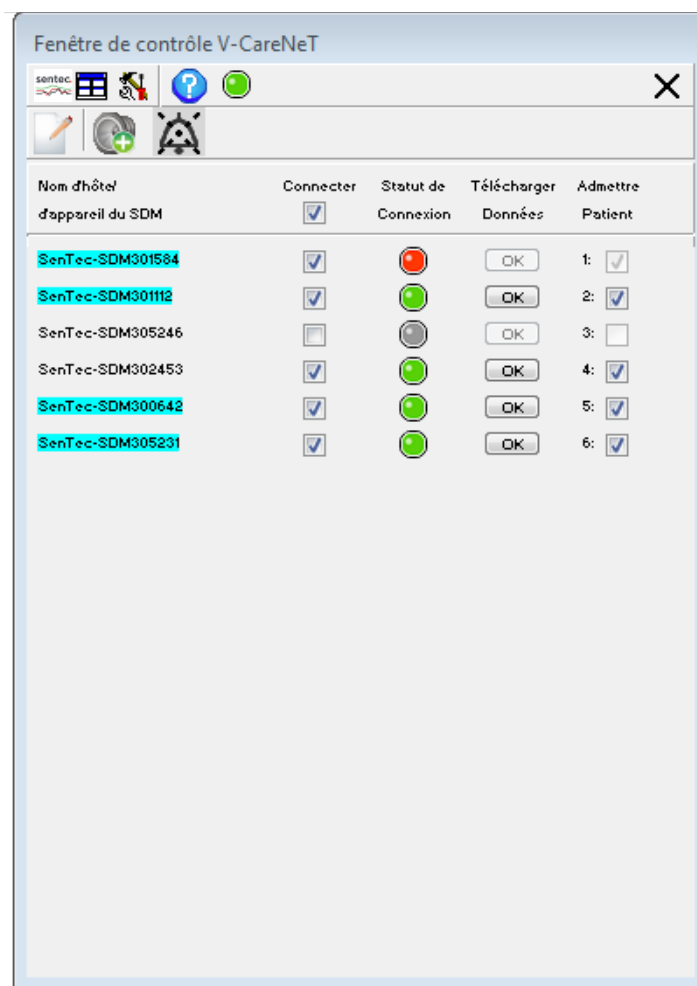 Fenêtre de contrôle V-CareNeT
sentec
Nom d'hôte/ Connecter Statut de Télécharger Admettre
d'appareil du SDM Connexion Données Patient
SenTec-SDM301584 OK 1:
SenTec-SDM301112 OK 2:
SenTec-SDM305246 OK 3:
SenTec-SDM302453 OK 4:
SenTec-SDM300642 OK 5:
SenTec-SDM305231 OK 6: